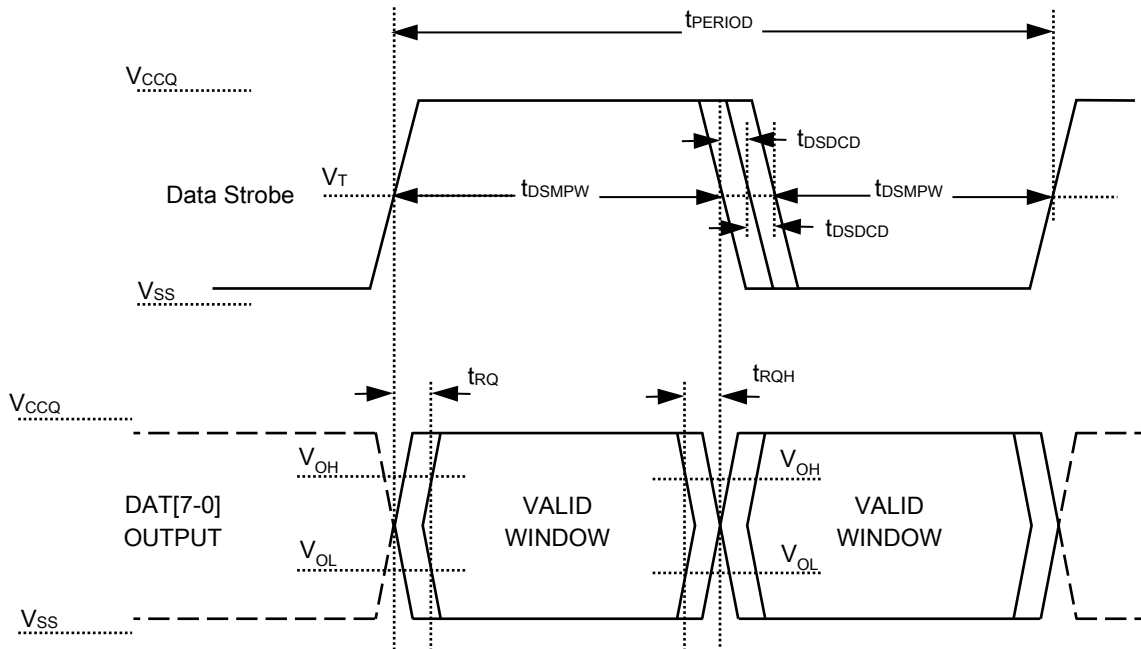 tPERIOD
VCCQ
tDSDCD
VT
Data Strobe
tDSMPW
tDSMPW
tDSDCD
VSS
tRQ
tRQH
VCCQ
VOH
VOH
DAT[7-0]
OUTPUT
VALID
WINDOW
VALID
WINDOW
VOL
VOL
VSS